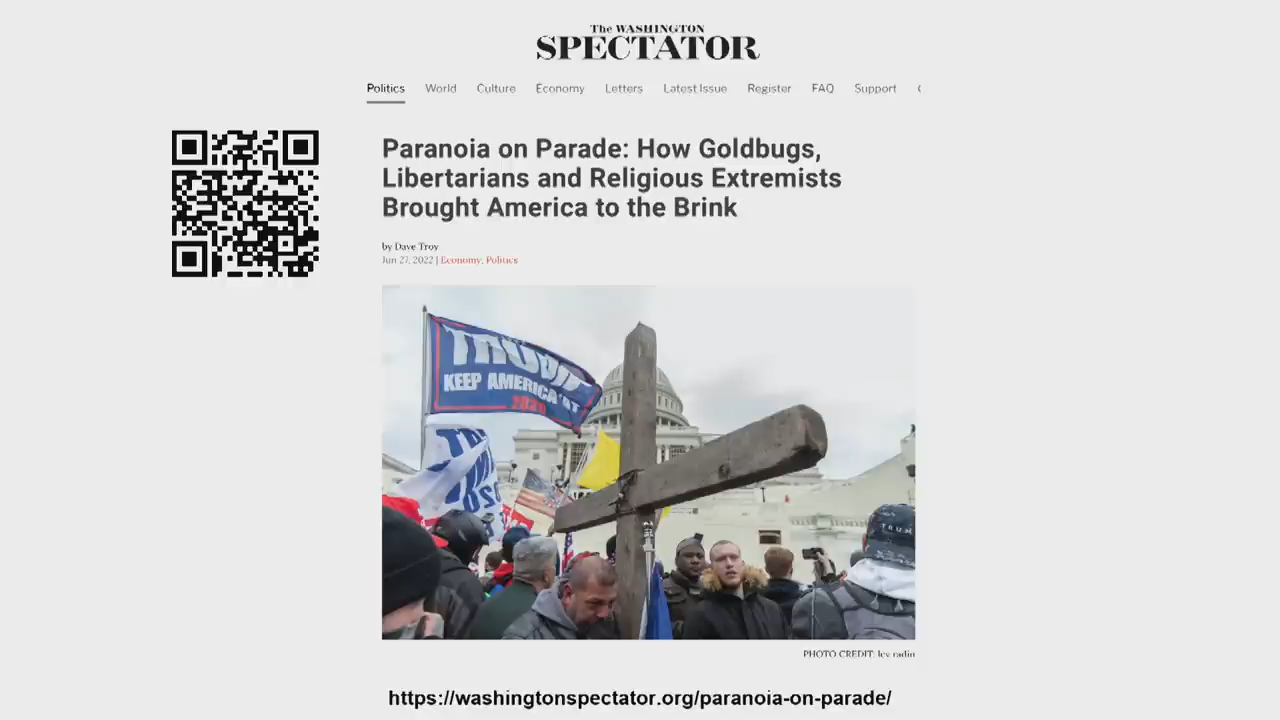 The WASHINGTON
SPECTATOR
Politics World Culture Economy Letters Latest Issue Register FAQ Support
Paranoia on Parade: How Goldbugs,
Libertarians and Religious Extremists
Brought America to the Brink
by Dave Troy
Jun 27, 2022 | Economy, Politics
TRUMP
KEEP AMERICA
2020
TRUMP
PHOTO CREDIT: lev radin
https://washingtonspectator.org/paranoia-on-parade/